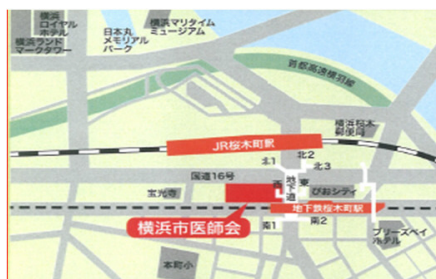 横浜
ロイヤル
ホテル
横浜ランド
マークタワー
日本丸
メモリアル
パーク
横浜マリタイム
ミュージアム
首都高速横羽線
横浜桜木
郵便局
JR桜木町駅
北1
北2
北3
国道16号
西
地下道
東
宝光寺
ぴおシティ
地下鉄桜木町駅
横浜市医師会
南1
南2
ブリーズベイ
ホテル
本町小